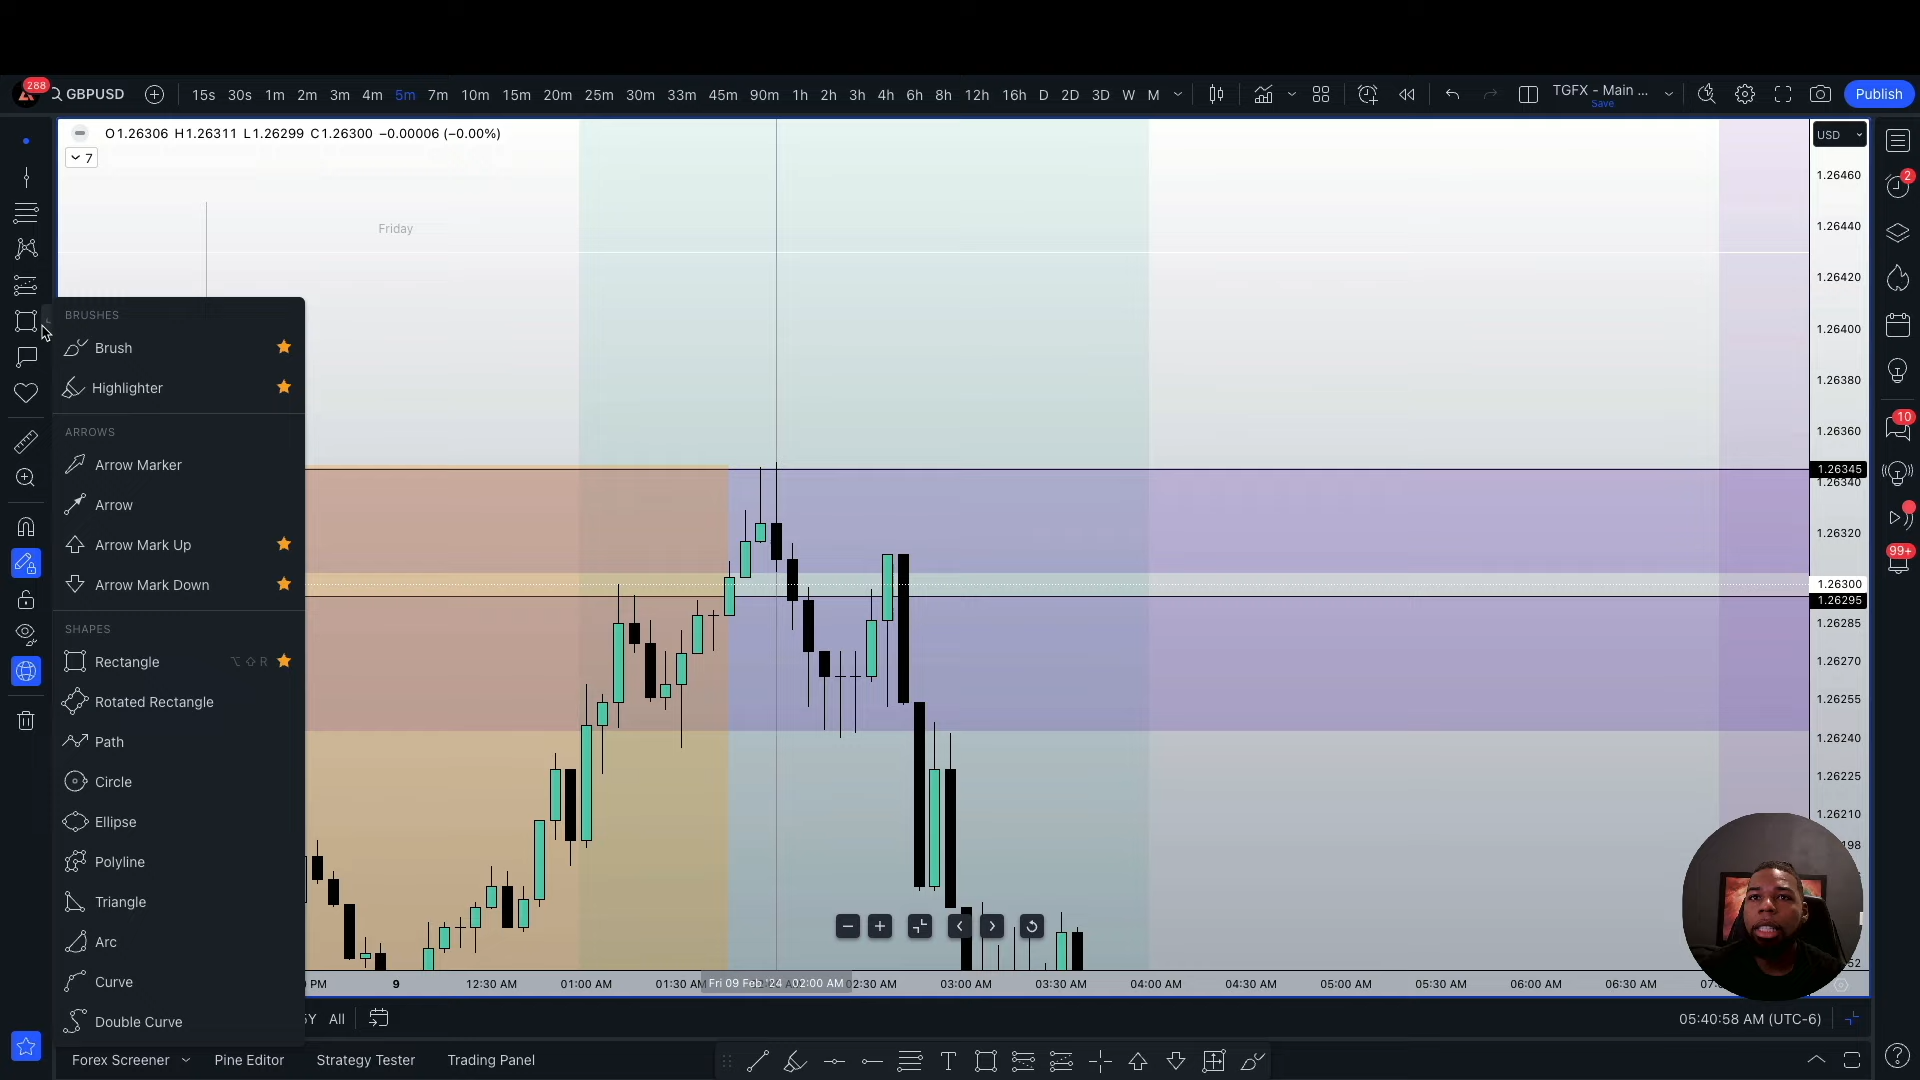 288
GBPUSD
15s 30s 1m 2m 3m 4m 5m 7m 10m 15m 20m 25m 30m 33m 45m 90m 1h 2h 3h 4h 6h 8h 12h 16h D 2D 3D W M
TGFX - Main ...
Save
Publish
O1.26306 H1.26311 L1.26299 C1.26300 −0.00006 (−0.00%)
7
USD
Friday
1.26460
1.26440
1.26420
1.26400
1.26380
1.26360
1.26345
1.26340
1.26320
1.26300
1.26295
1.26285
1.26270
1.26255
1.26240
1.26225
1.26210
2
10
99+
BRUSHES
Brush
Highlighter
ARROWS
Arrow Marker
Arrow
Arrow Mark Up
Arrow Mark Down
SHAPES
Rectangle ⌥⇧R
Rotated Rectangle
Path
Circle
Ellipse
Polyline
Triangle
Arc
Curve
Double Curve
PM 9 12:30 AM 01:00 AM 01:30 AM Fri 09 Feb '24 02:00 AM 02:30 AM 03:00 AM 03:30 AM 04:00 AM 04:30 AM 05:00 AM 05:30 AM 06:00 AM 06:30 AM
All
05:40:58 AM (UTC-6)
Forex Screener Pine Editor Strategy Tester Trading Panel